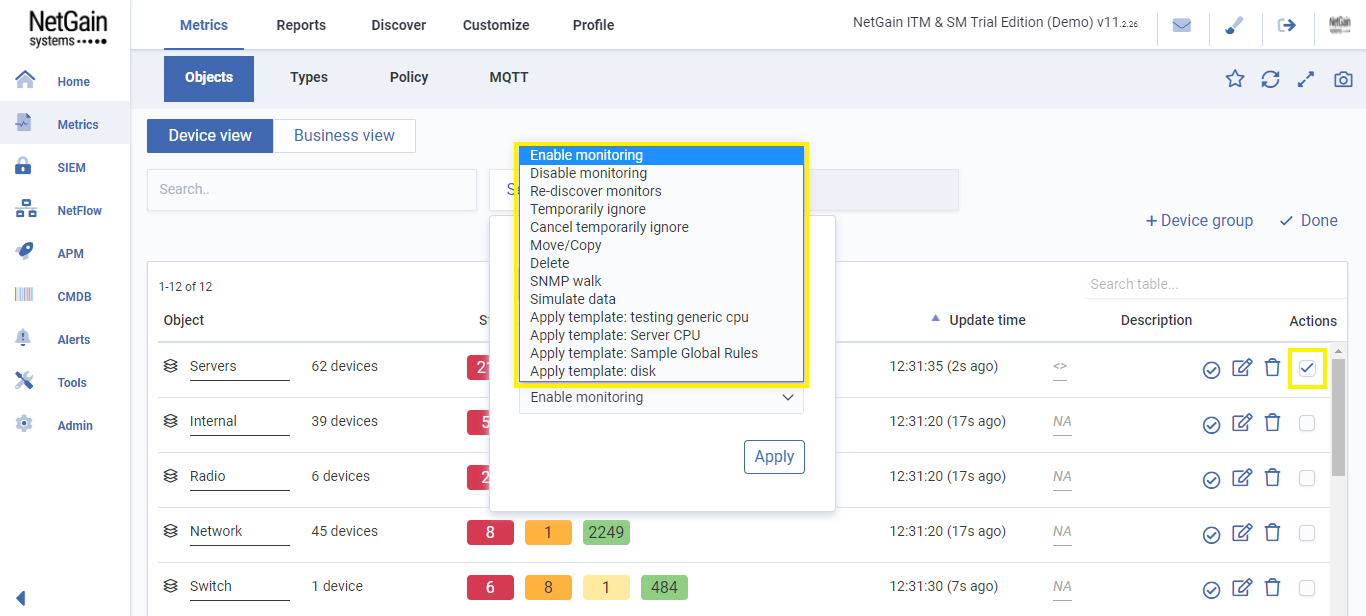 NetGain
systems
Metrics
Reports
Discover
Customize
Profile
NetGain ITM & SM Trial Edition (Demo) v11.2.26
NetGain
Home
Metrics
SIEM
NetFlow
APM
CMDB
Alerts
Tools
Admin
Objects
Types
Policy
MQTT
Device view
Business view
Search..
Enable monitoring
Disable monitoring
Re-discover monitors
Temporarily ignore
Cancel temporarily ignore
Move/Copy
Delete
SNMP walk
Simulate data
Apply template: testing generic cpu
Apply template: Server CPU
Apply template: Sample Global Rules
Apply template: disk
Enable monitoring
Apply
+ Device group
Done
1-12 of 12
Search table...
Object
Update time
Description
Actions
Servers 62 devices 12:31:35 (2s ago) <>
Internal 39 devices 5 12:31:20 (17s ago) NA
Radio 6 devices 2 12:31:20 (17s ago) NA
Network 45 devices 8 1 2249 12:31:20 (17s ago) NA
Switch 1 device 6 8 1 484 12:31:30 (7s ago) NA